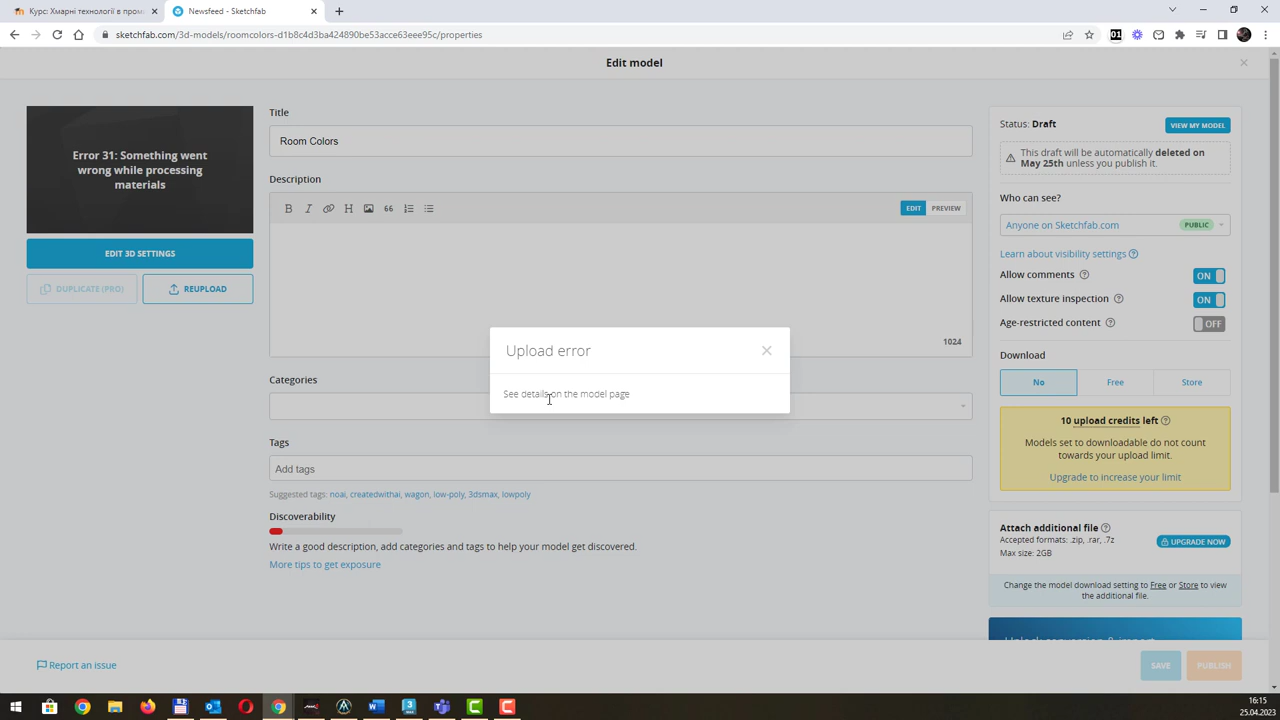 Курс: Хмарні технології в пром
Newsfeed - Sketchfab
sketchfab.com/3d-models/roomcolors-d1b8c4d3ba424890be53acce63eee95c/properties
01
Edit model
Error 31: Something went
wrong while processing
materials
EDIT 3D SETTINGS
DUPLICATE (PRO)
REUPLOAD
Title
Room Colors
Description
B I H 66
EDIT PREVIEW
1024
Categories
Tags
Add tags
Suggested tags: noai, createdwithai, wagon, low-poly, 3dsmax, lowpoly
Discoverability
Write a good description, add categories and tags to help your model get discovered.
More tips to get exposure
Upload error
See details on the model page
Status: Draft
VIEW MY MODEL
This draft will be automatically deleted on
May 25th unless you publish it.
Who can see?
Anyone on Sketchfab.com PUBLIC
Learn about visibility settings
Allow comments ON
Allow texture inspection ON
Age-restricted content OFF
Download
No Free Store
10 upload credits left
Models set to downloadable do not count
towards your upload limit.
Upgrade to increase your limit
Attach additional file
Accepted formats: .zip, .rar, .7z
Max size: 2GB
UPGRADE NOW
Change the model download setting to Free or Store to view
the additional file.
Report an issue
SAVE
PUBLISH
16:15
25.04.2023